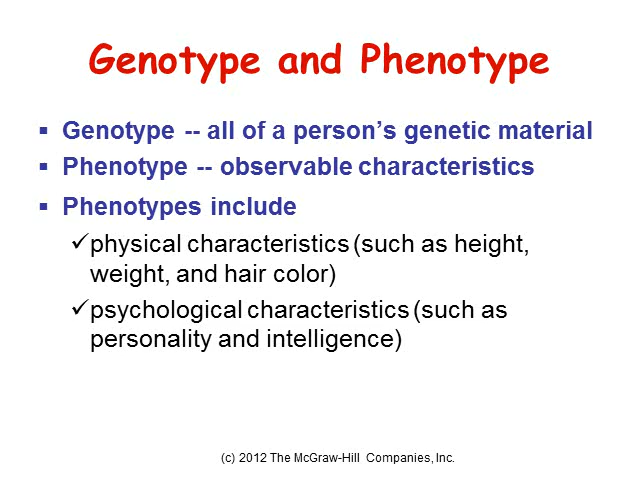 Genotype and Phenotype
▪ Genotype -- all of a person’s genetic material
▪ Phenotype -- observable characteristics
▪ Phenotypes include
✓physical characteristics (such as height,
weight, and hair color)
✓psychological characteristics (such as
personality and intelligence)
(c) 2012 The McGraw-Hill Companies, Inc.